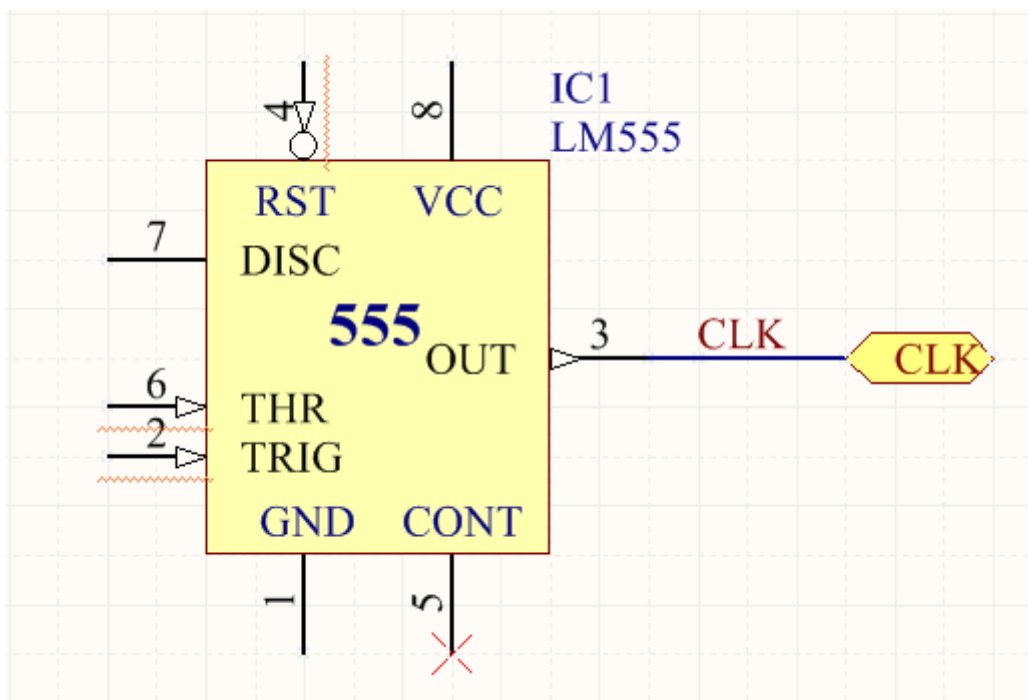 IC1
LM555
4
8
RST
VCC
7
DISC
555
OUT
3
CLK
CLK
6
THR
2
TRIG
GND
CONT
1
5